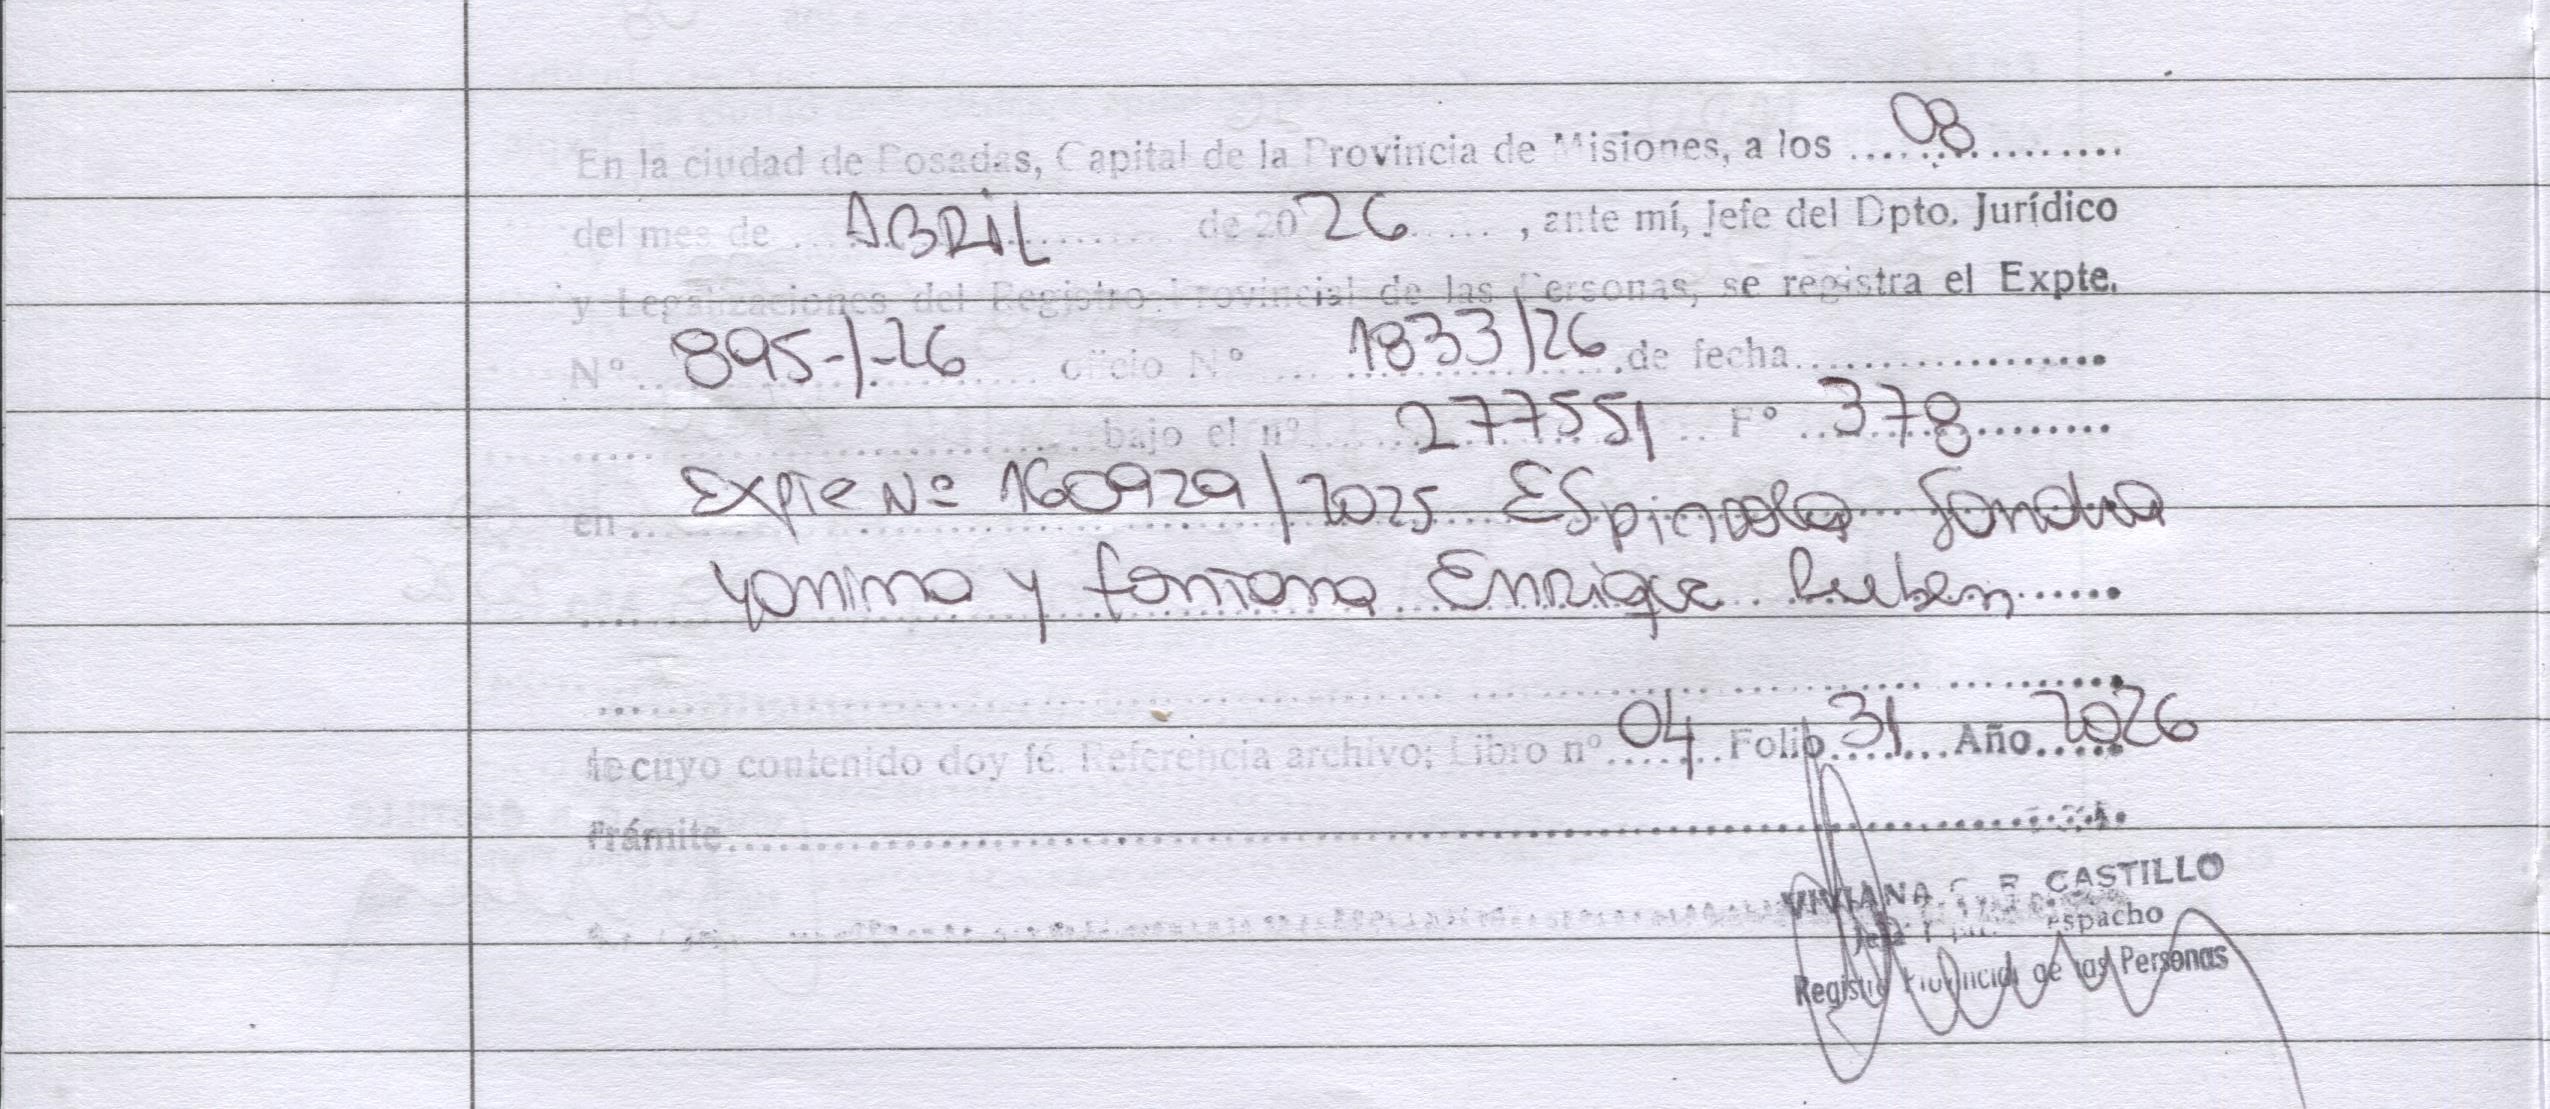 En la ciudad de Posadas, Capital de la Provincia de Misiones, a los 08
del mes de ABRIL de 2026, ante mí, Jefe del Dpto. Jurídico
y Legalizaciones del Registro Provincial de las Personas, se registra el Expte.
N° 895-/-26 oficio N° 1833/26 de fecha
bajo el n° 277551 F° 378
en Expte Nº 160929/2025 Espindola Sandra
Yanina y Fontana Enrique Ruben
de cuyo contenido doy fé. Referencia archivo: Libro n° 04 Folio 31 Año 2026
Trámite
VIVIANA CASTILLO
espacho
Registro Provincial de las Personas